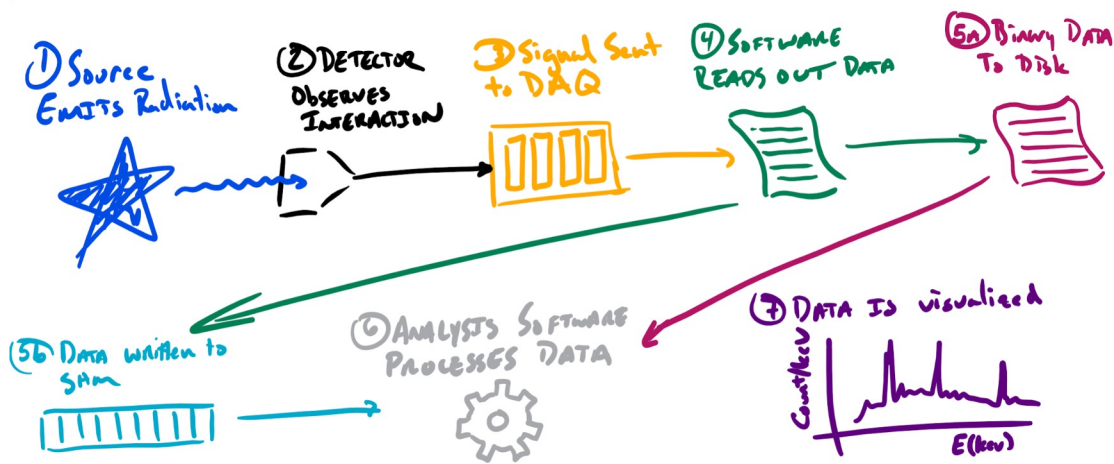 ① Source
Emits Radiation
② Detector
Observes
Interaction
③ Signal Sent
to DAQ
④ Software
Reads out Data
5a Binary Data
To Disk
5b Data written to
SHM
⑥ Analysis Software
Processes Data
⑦ Data Is visualized
Count/keV
E(kev)